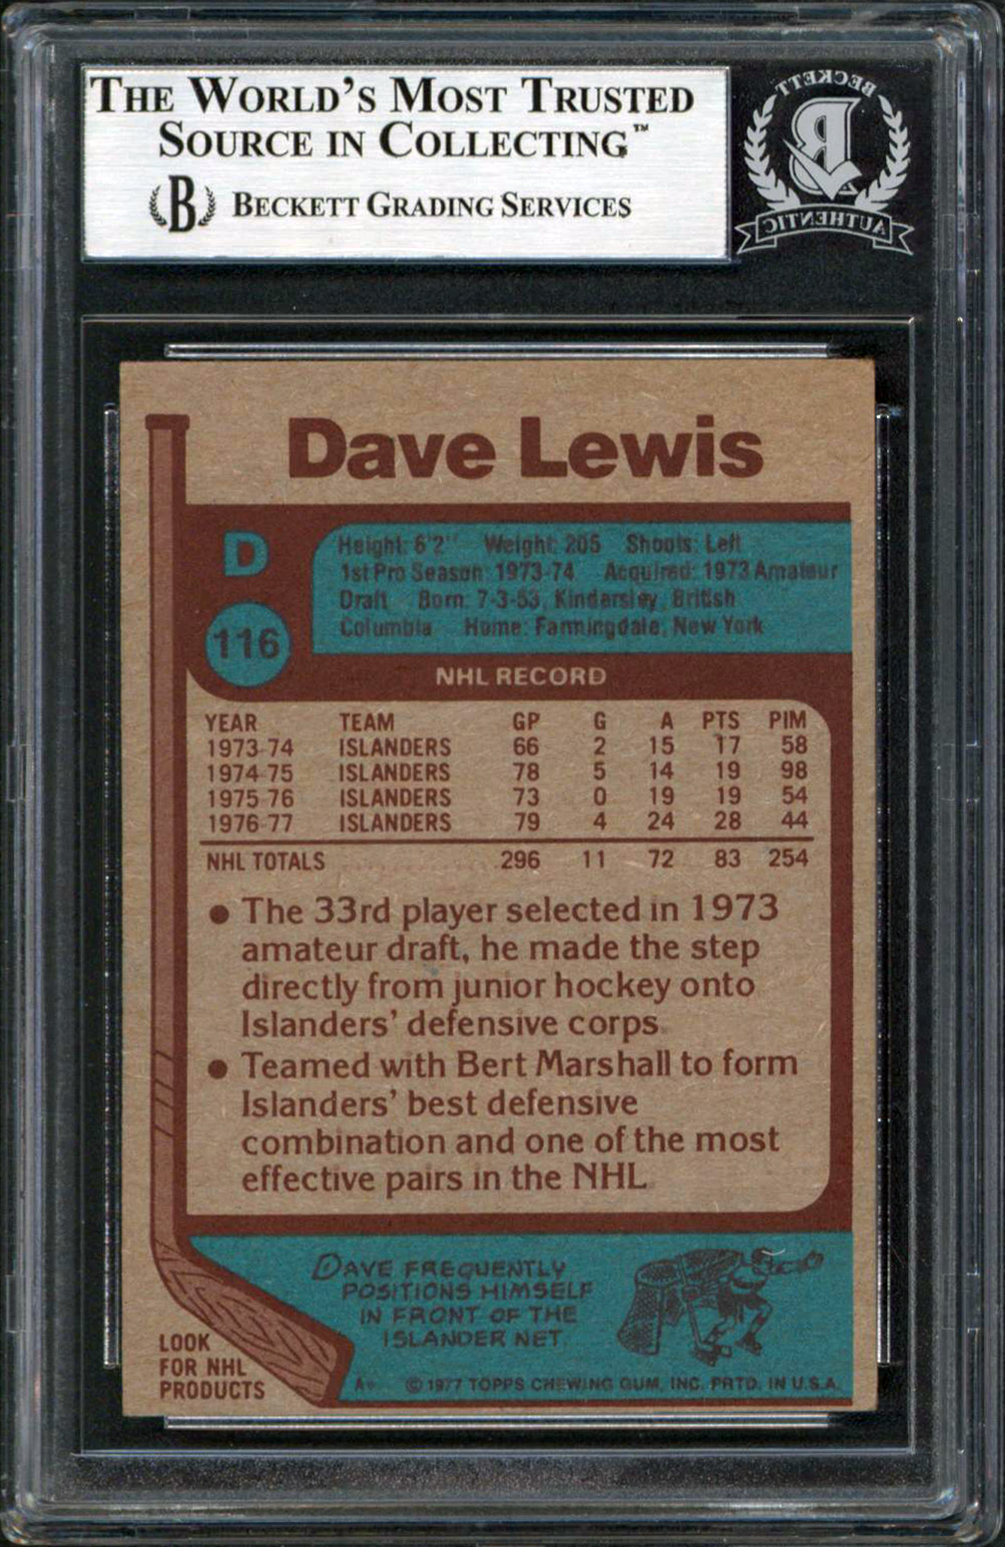 THE WORLD'S MOST TRUSTED
SOURCE IN COLLECTING™
B BECKETT GRADING SERVICES
BECKETT
B
AUTHENTIC
Dave Lewis
D
116
Height: 6'2" Weight: 205 Shoots: Left
1st Pro Season: 1973-74 Acquired: 1973 Amateur
Draft Born: 7-3-53, Kindersley, British
Columbia Home: Farmingdale, New York
NHL RECORD
YEAR TEAM GP G A PTS PIM
1973-74 ISLANDERS 66 2 15 17 58
1974-75 ISLANDERS 78 5 14 19 98
1975-76 ISLANDERS 73 0 19 19 54
1976-77 ISLANDERS 79 4 24 28 44
NHL TOTALS 296 11 72 83 254
● The 33rd player selected in 1973
amateur draft, he made the step
directly from junior hockey onto
Islanders' defensive corps.
● Teamed with Bert Marshall to form
Islanders' best defensive
combination and one of the most
effective pairs in the NHL
DAVE FREQUENTLY
POSITIONS HIMSELF
IN FRONT OF THE
ISLANDER NET.
LOOK
FOR NHL
PRODUCTS
© 1977 TOPPS CHEWING GUM, INC. PRTD. IN U.S.A.